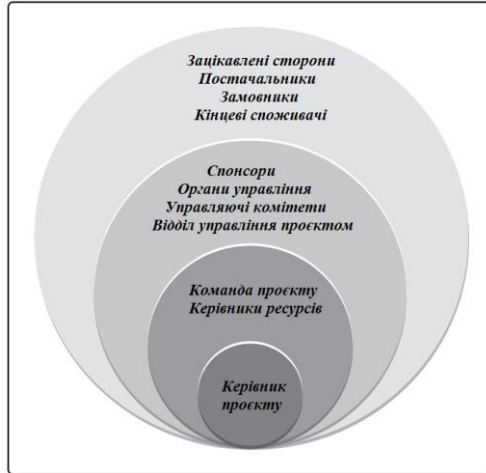 Зацікавлені сторони
Постачальники
Замовники
Кінцеві споживачі
Спонсори
Органи управління
Управляючі комітети
Відділ управління проєктом
Команда проєкту
Керівники ресурсів
Керівник
проєкту